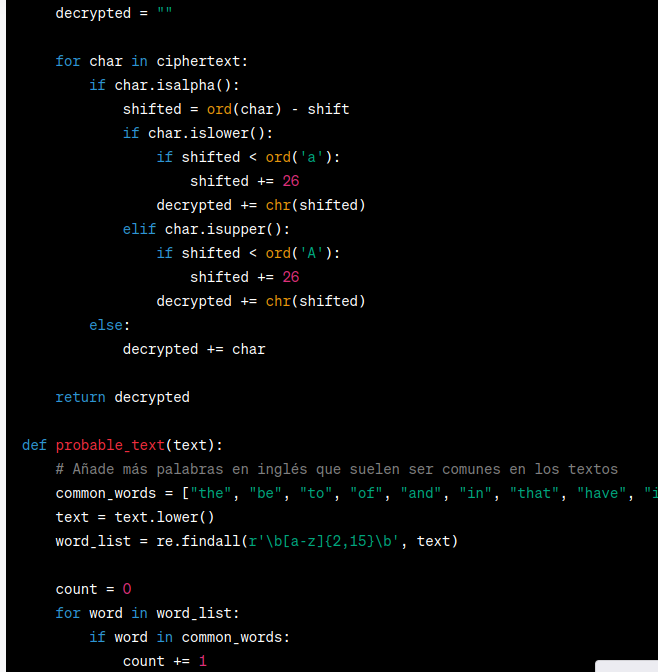 decrypted = ""
for char in ciphertext:
if char.isalpha():
shifted = ord(char) - shift
if char.islower():
if shifted < ord('a'):
shifted += 26
decrypted += chr(shifted)
elif char.isupper():
if shifted < ord('A'):
shifted += 26
decrypted += chr(shifted)
else:
decrypted += char
return decrypted
def probable_text(text):
# Añade más palabras en inglés que suelen ser comunes en los textos
common_words = ["the", "be", "to", "of", "and", "in", "that", "have", "i
text = text.lower()
word_list = re.findall(r'\b[a-z]{2,15}\b', text)
count = 0
for word in word_list:
if word in common_words:
count += 1